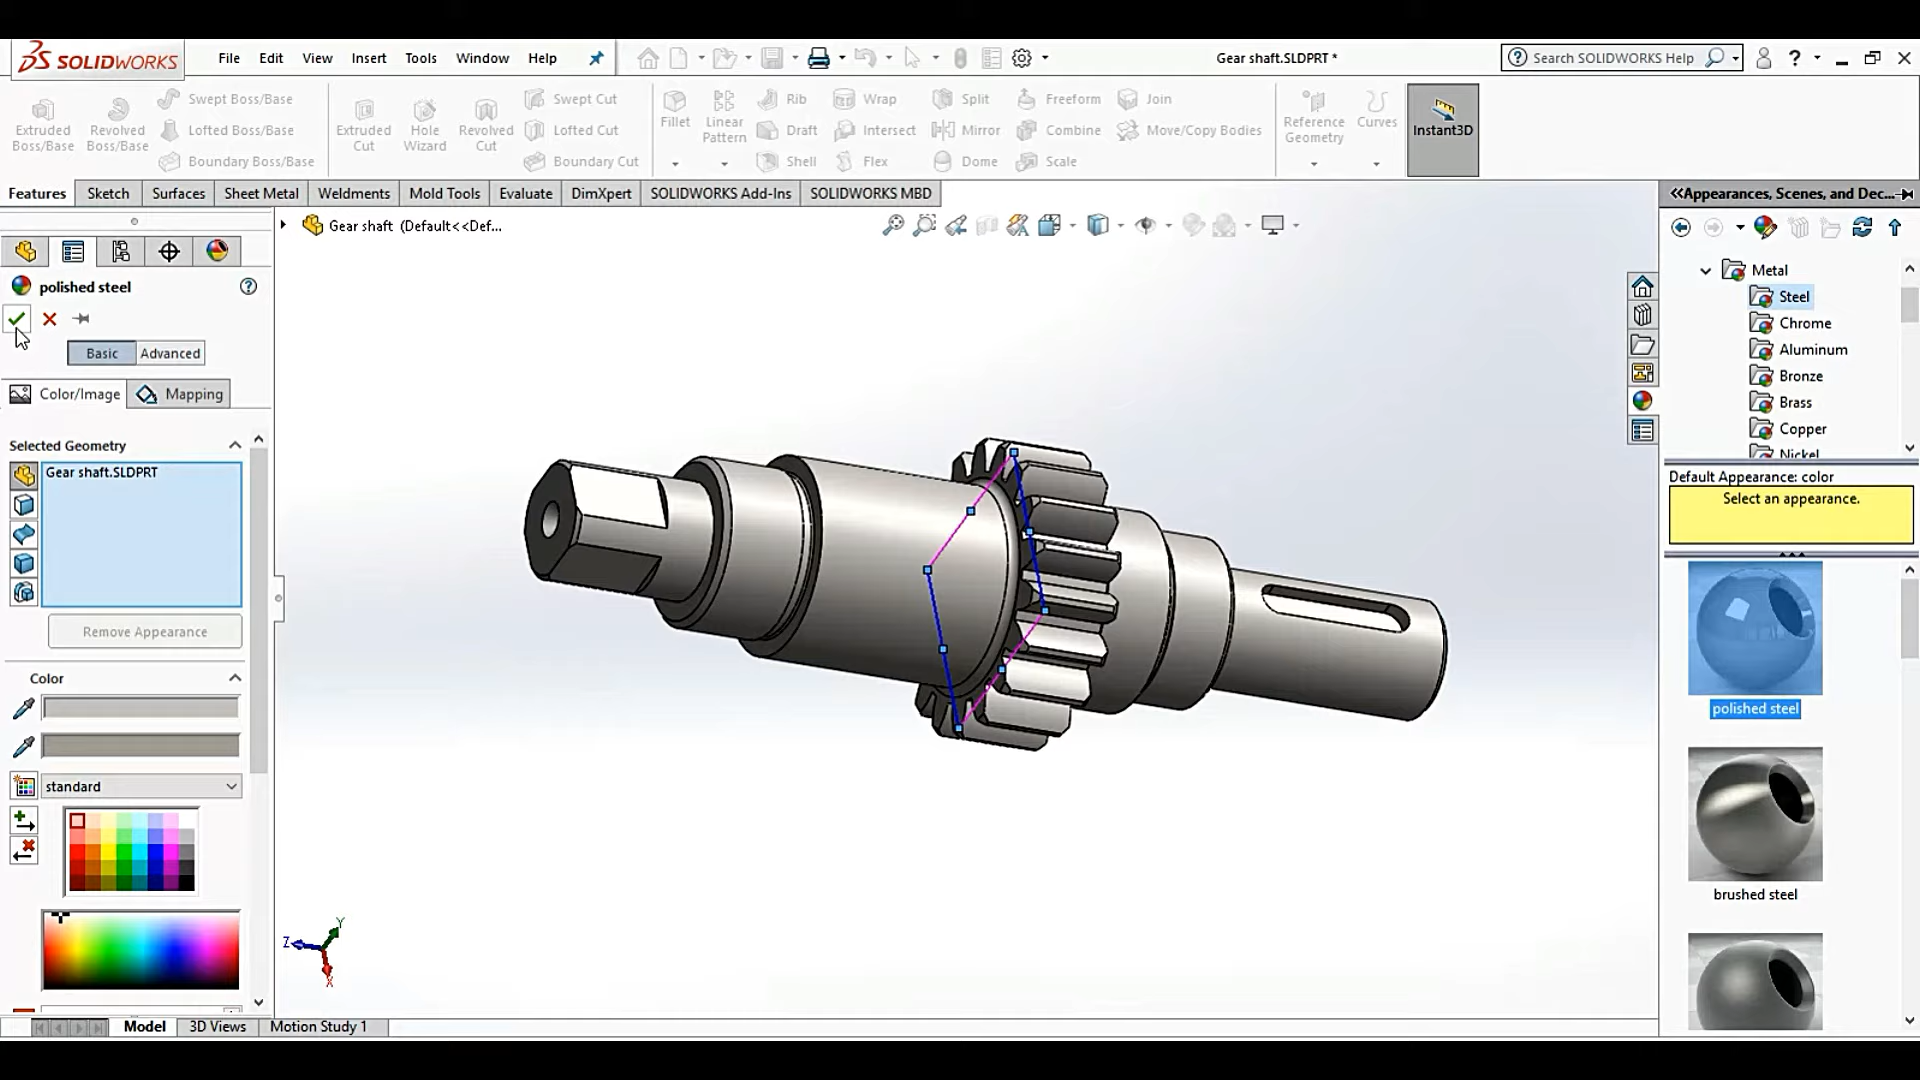 SOLIDWORKS
File Edit View Insert Tools Window Help
Gear shaft.SLDPRT *
Search SOLIDWORKS Help
Extruded Boss/Base
Revolved Boss/Base
Swept Boss/Base
Lofted Boss/Base
Boundary Boss/Base
Extruded Cut
Hole Wizard
Revolved Cut
Swept Cut
Lofted Cut
Boundary Cut
Fillet
Linear Pattern
Rib
Draft
Shell
Wrap
Intersect
Flex
Split
Mirror
Dome
Freeform
Combine
Scale
Join
Move/Copy Bodies
Reference Geometry
Curves
Instant3D
Features Sketch Surfaces Sheet Metal Weldments Mold Tools Evaluate DimXpert SOLIDWORKS Add-Ins SOLIDWORKS MBD
Gear shaft (Default<<Def...
polished steel
Basic Advanced
Color/Image Mapping
Selected Geometry
Gear shaft.SLDPRT
Remove Appearance
Color
standard
Y
Z
X
Model 3D Views Motion Study 1
<<Appearances, Scenes, and Dec...
Metal
Steel
Chrome
Aluminum
Bronze
Brass
Copper
Nickel
Default Appearance: color
Select an appearance.
polished steel
brushed steel